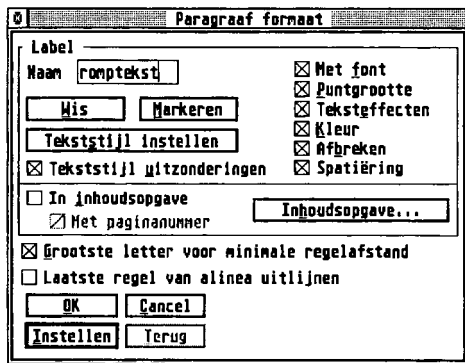 Paragraaf formaat
Label
Naam romptekst
Met font
Puntgrootte
Wis Markeren
Teksteffecten
Kleur
Tekststijl instellen
Afbreken
Tekststijl uitzonderingen
Spatiëring
In inhoudsopgave
Met paginanummer
Inhoudsopgave...
Grootste letter voor minimale regelafstand
Laatste regel van alinea uitlijnen
OK Cancel
Instellen Terug